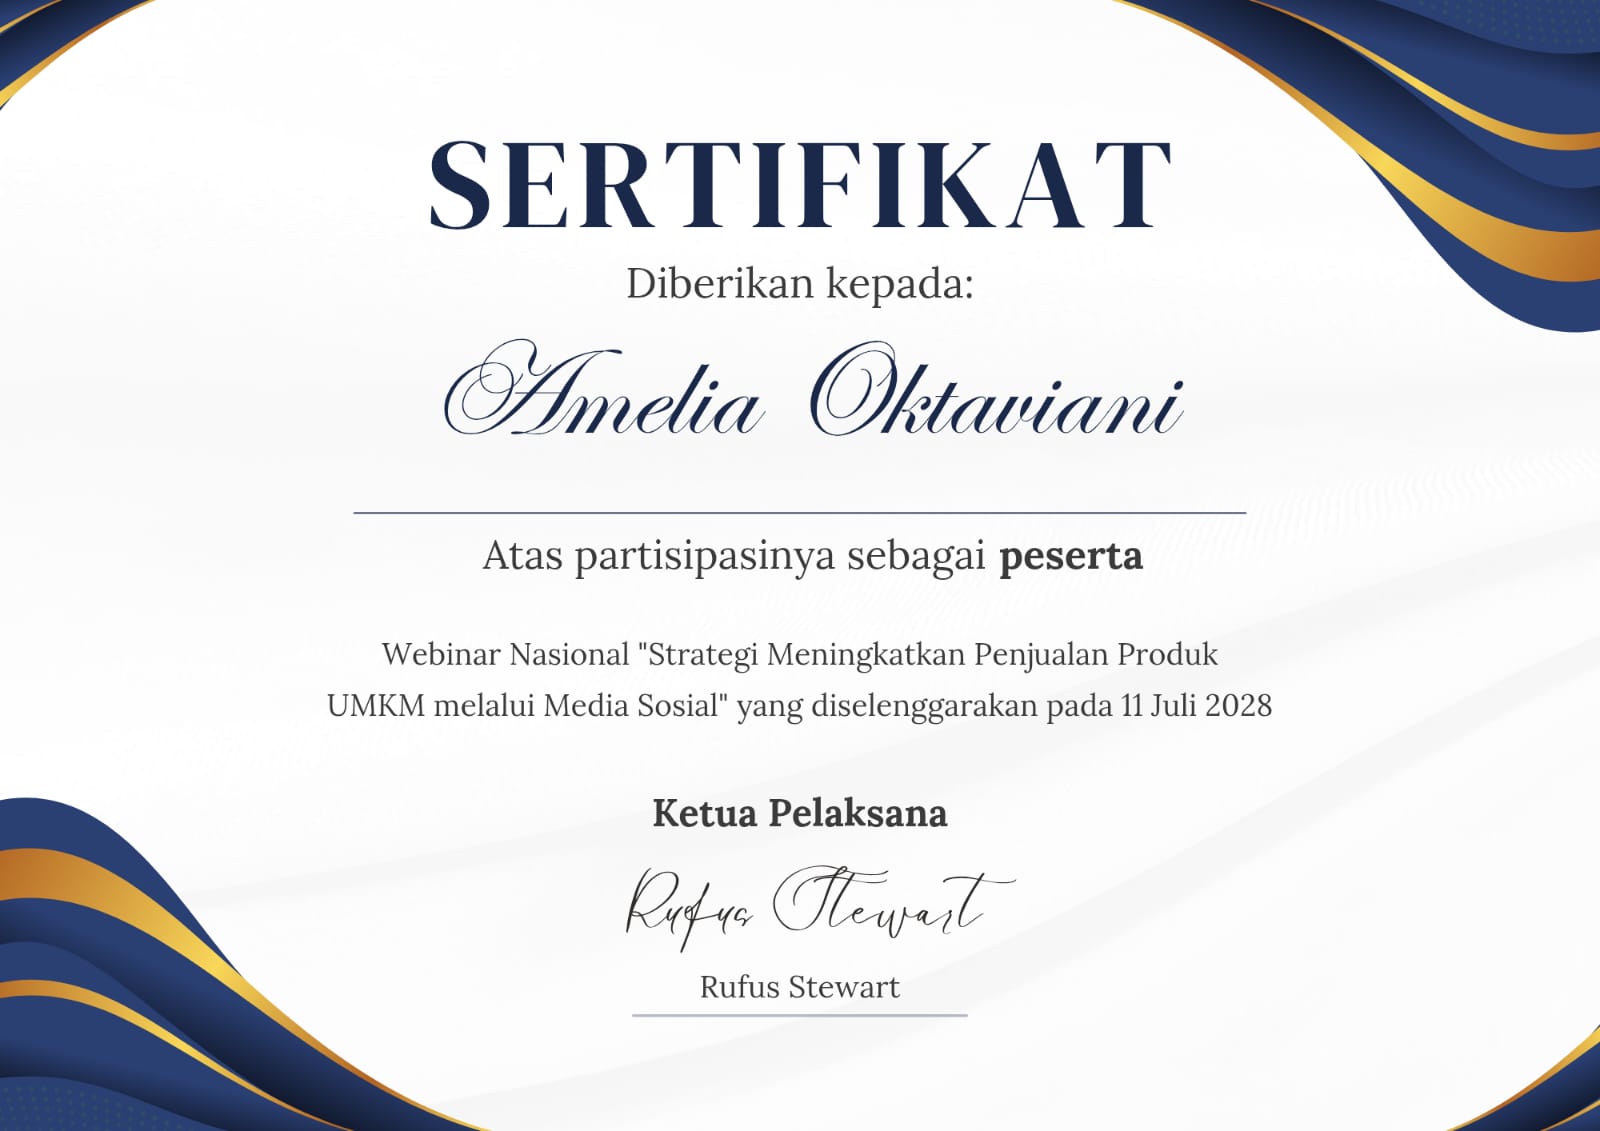 SERTIFIKAT
Diberikan kepada:
Amelia Oktaviani
Atas partisipasinya sebagai peserta
Webinar Nasional "Strategi Meningkatkan Penjualan Produk
UMKM melalui Media Sosial" yang diselenggarakan pada 11 Juli 2028
Ketua Pelaksana
Rufus Stewart
Rufus Stewart